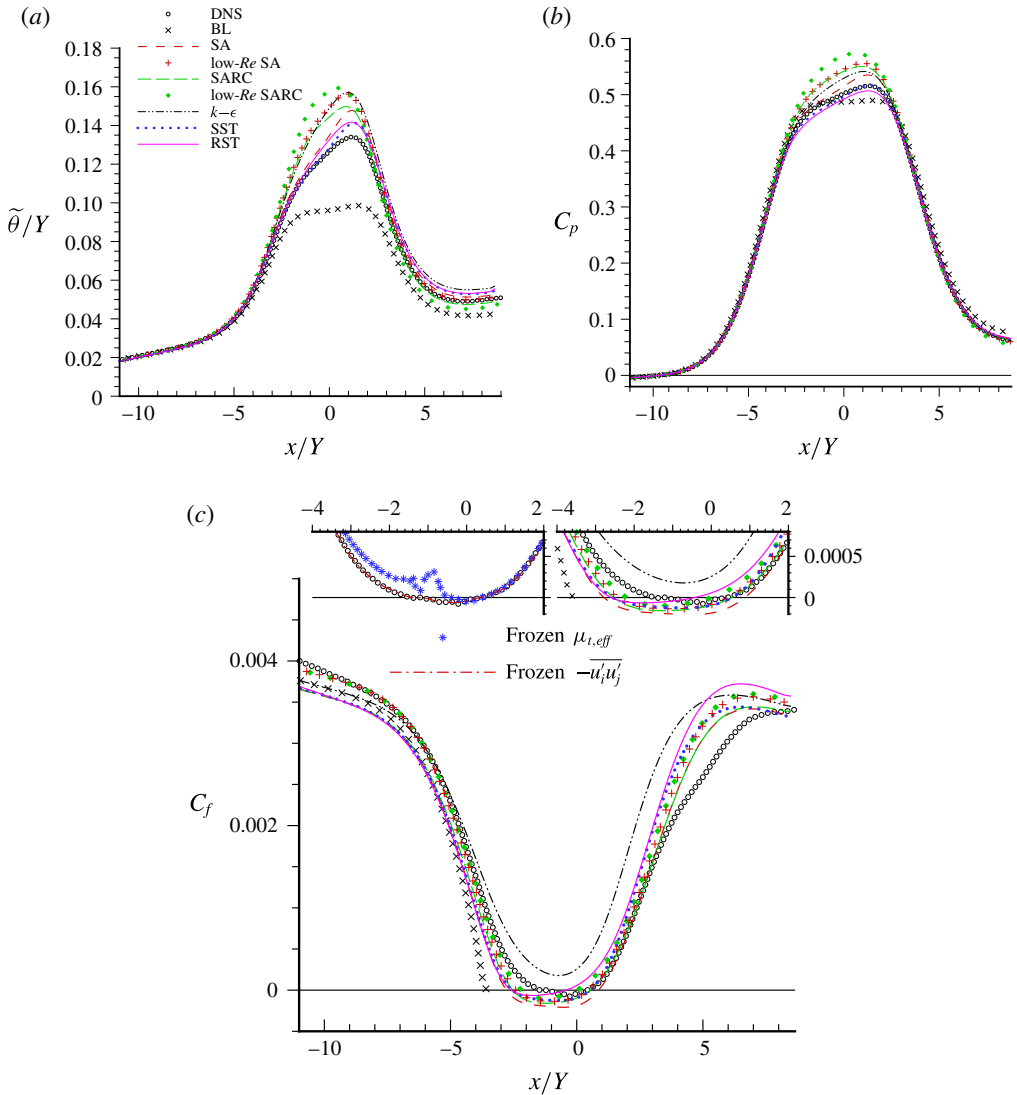 (a)
DNS
BL
SA
low-Re SA
SARC
low-Re SARC
k−ϵ
SST
RST
0.18
0.16
0.14
0.12
0.10
0.08
0.06
0.04
0.02
0
θ̃/Y
−10
−5
0
5
x/Y
(b)
0.6
0.5
0.4
0.3
0.2
0.1
0
C_p
−10
−5
0
5
x/Y
(c)
−4
−2
0
2
−4
−2
0
2
0.0005
0
Frozen μ_{t,eff}
Frozen −\overline{u_i′u_j′}
0.004
0.002
0
C_f
−10
−5
0
5
x/Y